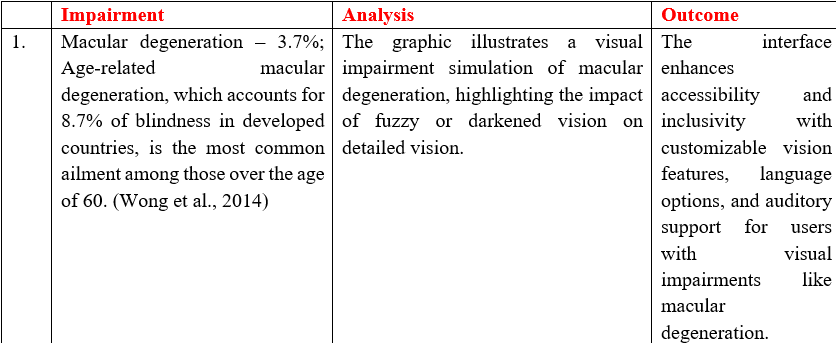 Impairment Analysis Outcome
1.
Macular degeneration – 3.7%;
Age-related macular
degeneration, which accounts for
8.7% of blindness in developed
countries, is the most common
ailment among those over the age
of 60. (Wong et al., 2014)
The graphic illustrates a visual
impairment simulation of macular
degeneration, highlighting the impact
of fuzzy or darkened vision on
detailed vision.
The interface
enhances
accessibility and
inclusivity with
customizable vision
features, language
options, and auditory
support for users
with visual
impairments like
macular
degeneration.